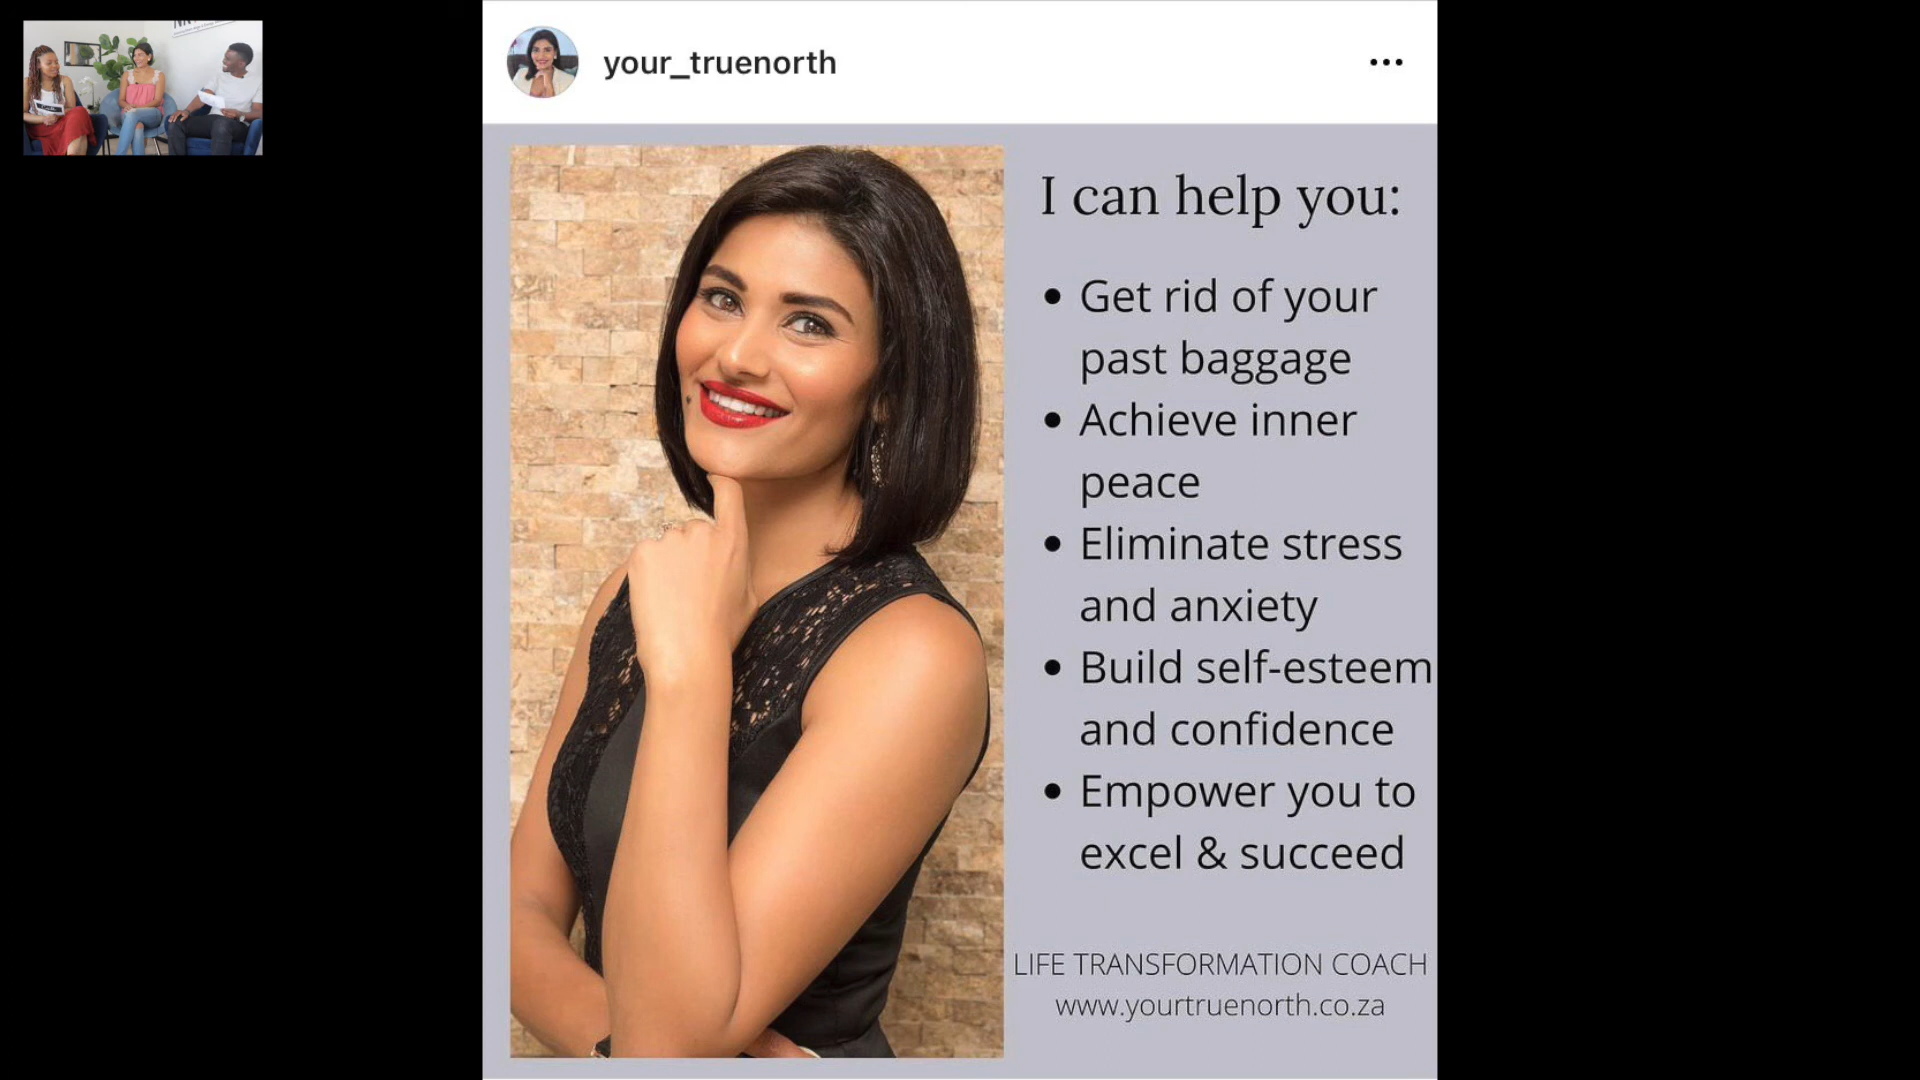 your_truenorth
I can help you:
• Get rid of your
past baggage
• Achieve inner
peace
• Eliminate stress
and anxiety
• Build self-esteem
and confidence
• Empower you to
excel & succeed
LIFE TRANSFORMATION COACH
www.yourtruenorth.co.za